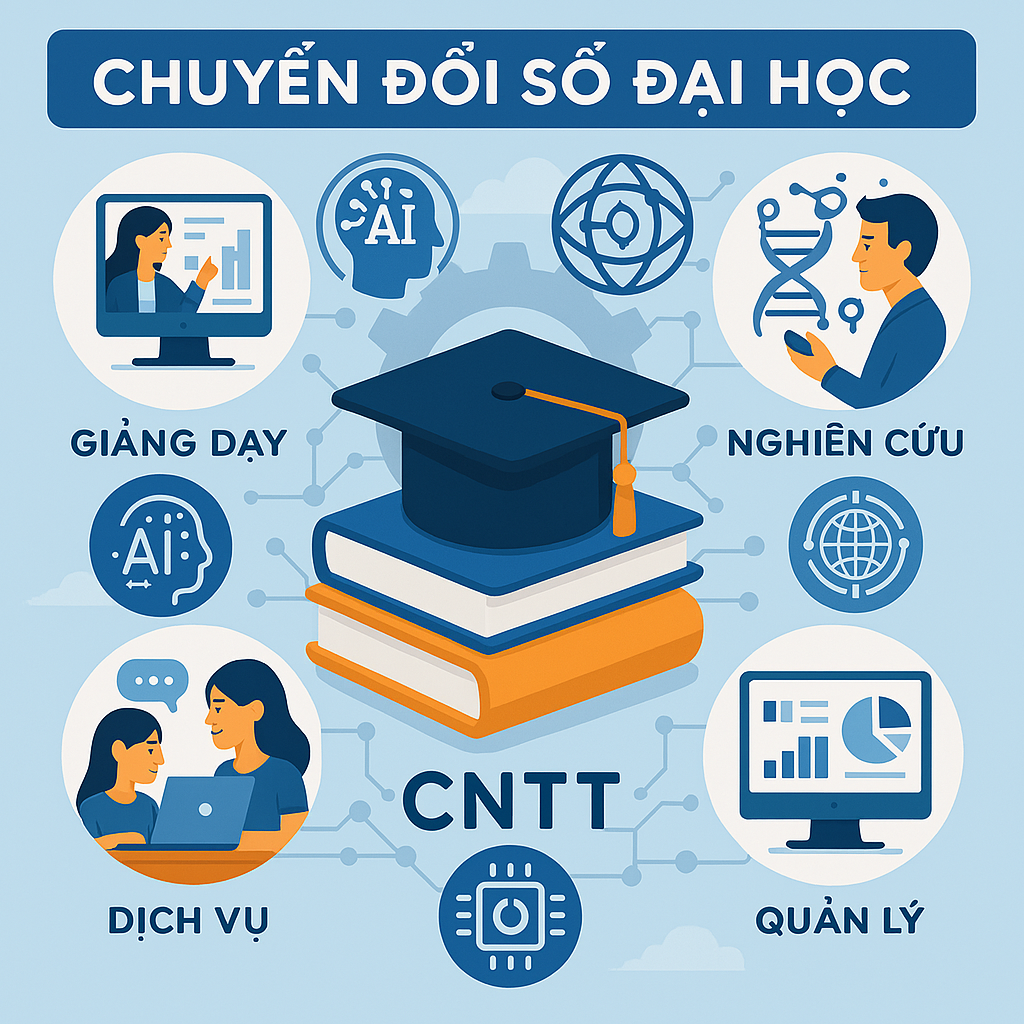 CHUYỂN ĐỔI SỐ ĐẠI HỌC
AI
GIẢNG DẠY
NGHIÊN CỨU
AI
CNTT
DỊCH VỤ
QUẢN LÝ